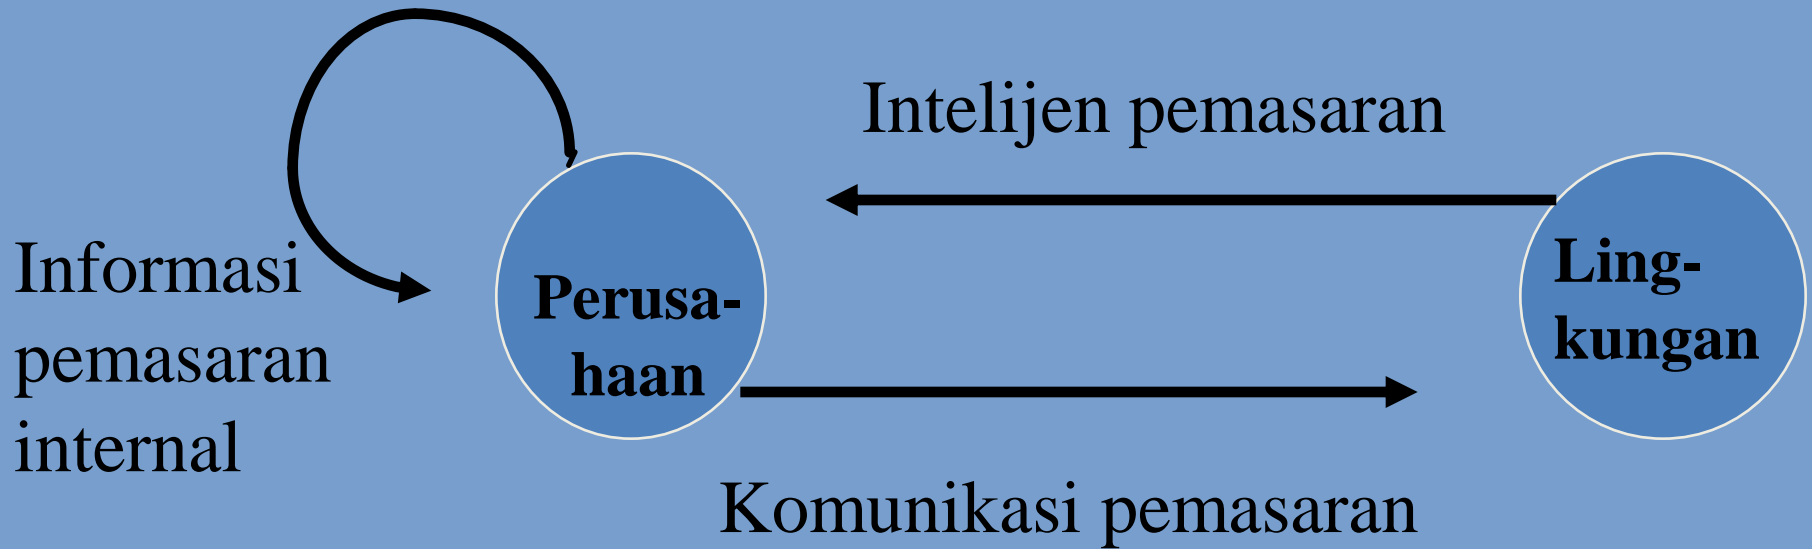 Intelijen pemasaran
Informasi
pemasaran
internal
Perusa-
haan
Ling-
kungan
Komunikasi pemasaran